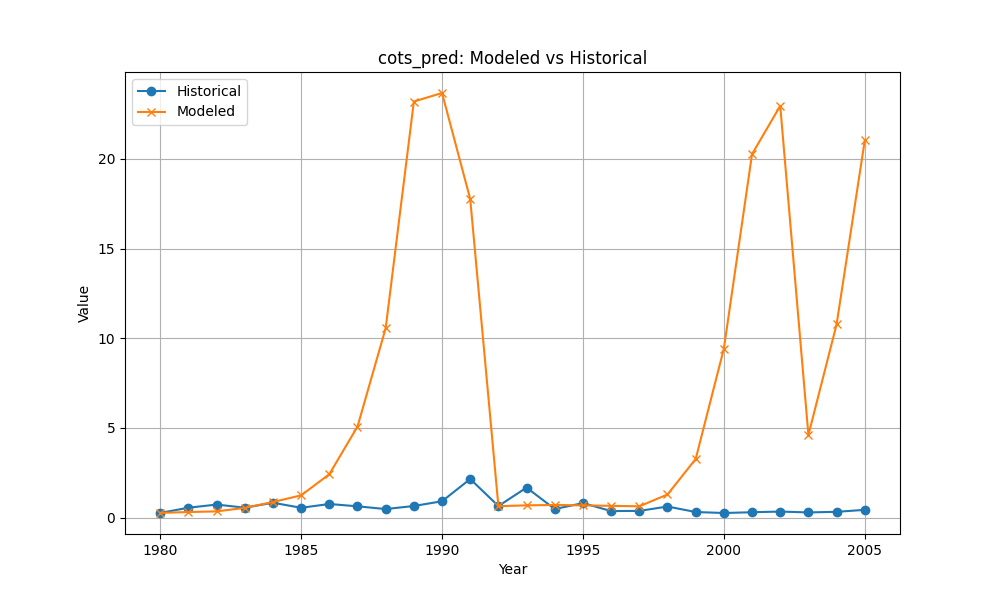 cots_pred: Modeled vs Historical
Historical
Modeled
Value
20
15
10
5
0
1980 1985 1990 1995 2000 2005
Year